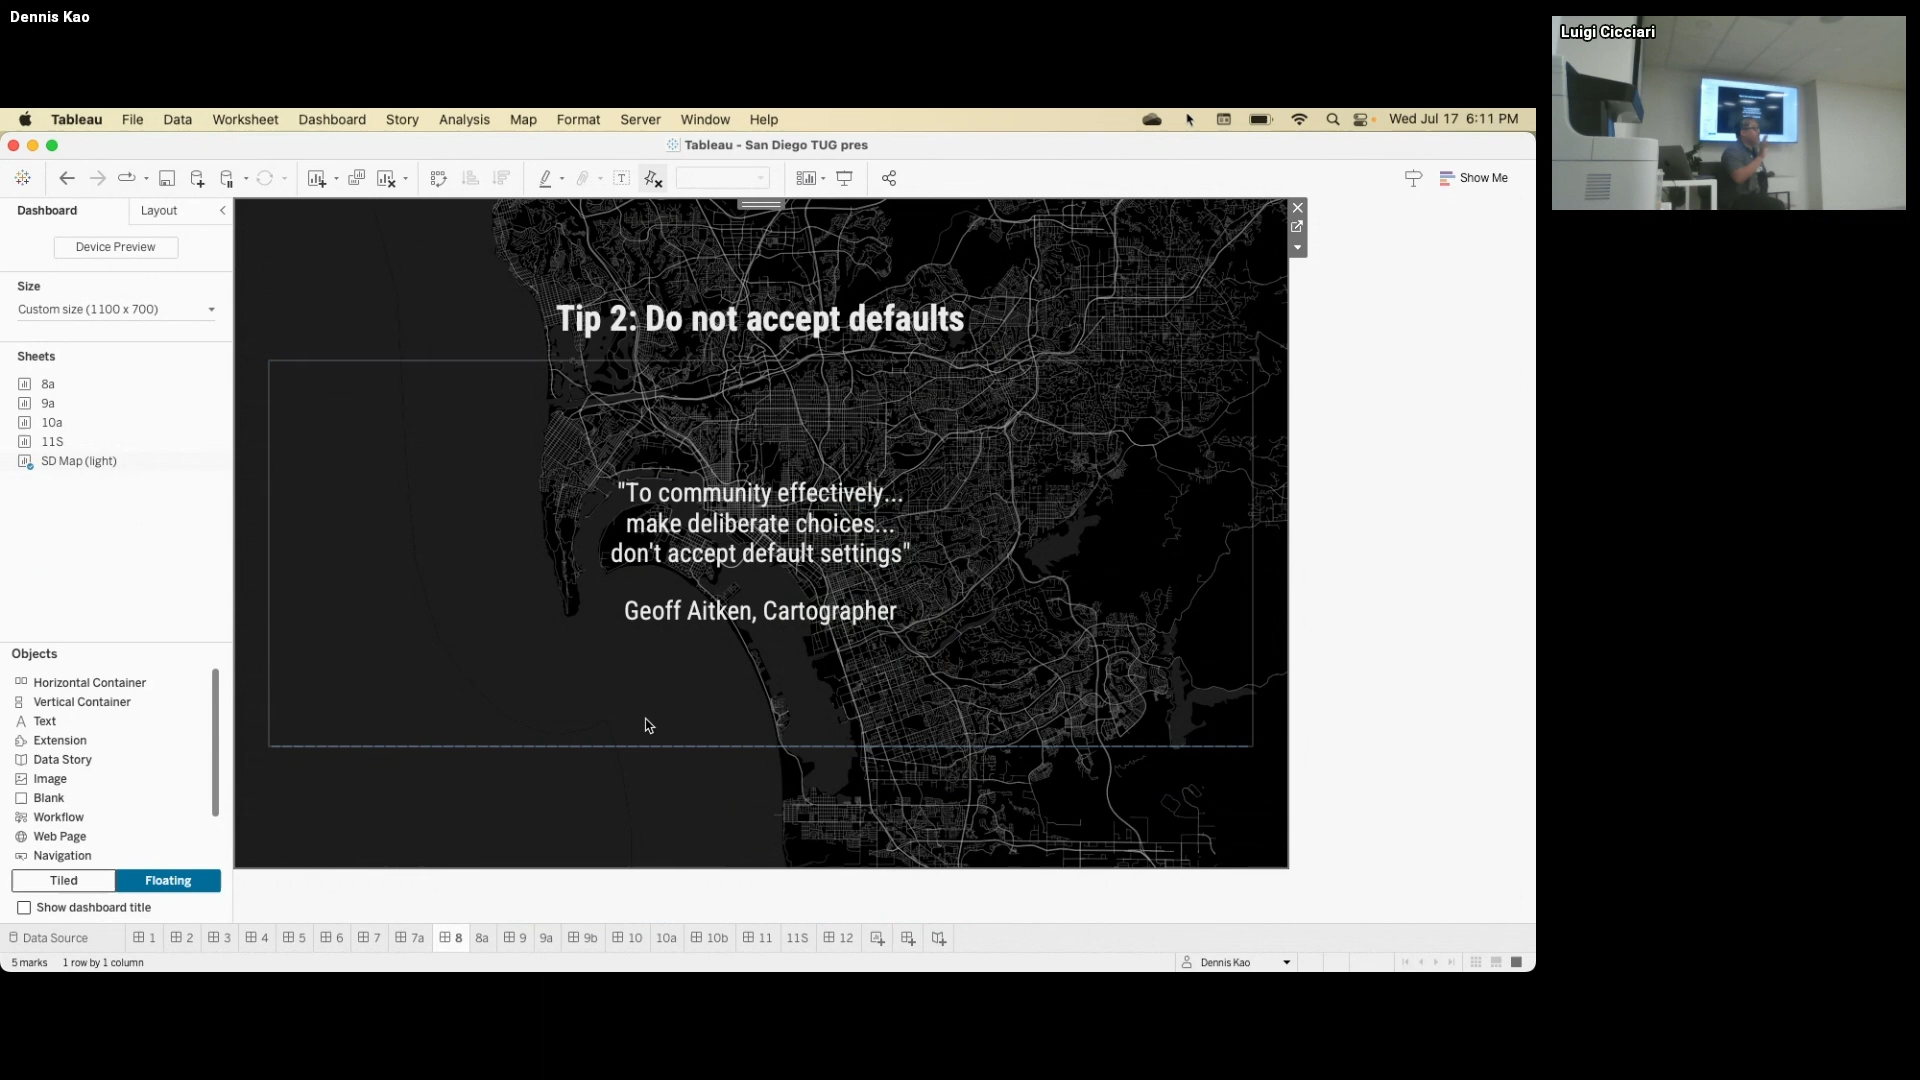 Dennis Kao
Luigi Cicciari
Tableau File Data Worksheet Dashboard Story Analysis Map Format Server Window Help Wed Jul 17 6:11 PM
Tableau - San Diego TUG pres
Show Me
Dashboard Layout
Device Preview
Size
Custom size (1100 x 700)
Sheets
8a
9a
10a
11S
SD Map (light)
Tip 2: Do not accept defaults
"To community effectively...
make deliberate choices...
don't accept default settings"
Geoff Aitken, Cartographer
Objects
Horizontal Container
Vertical Container
Text
Extension
Data Story
Image
Blank
Workflow
Web Page
Navigation
Tiled Floating
Show dashboard title
Data Source 1 2 3 4 5 6 7 7a 8 8a 9 9a 9b 10 10a 10b 11 11S 12
5 marks 1 row by 1 column Dennis Kao